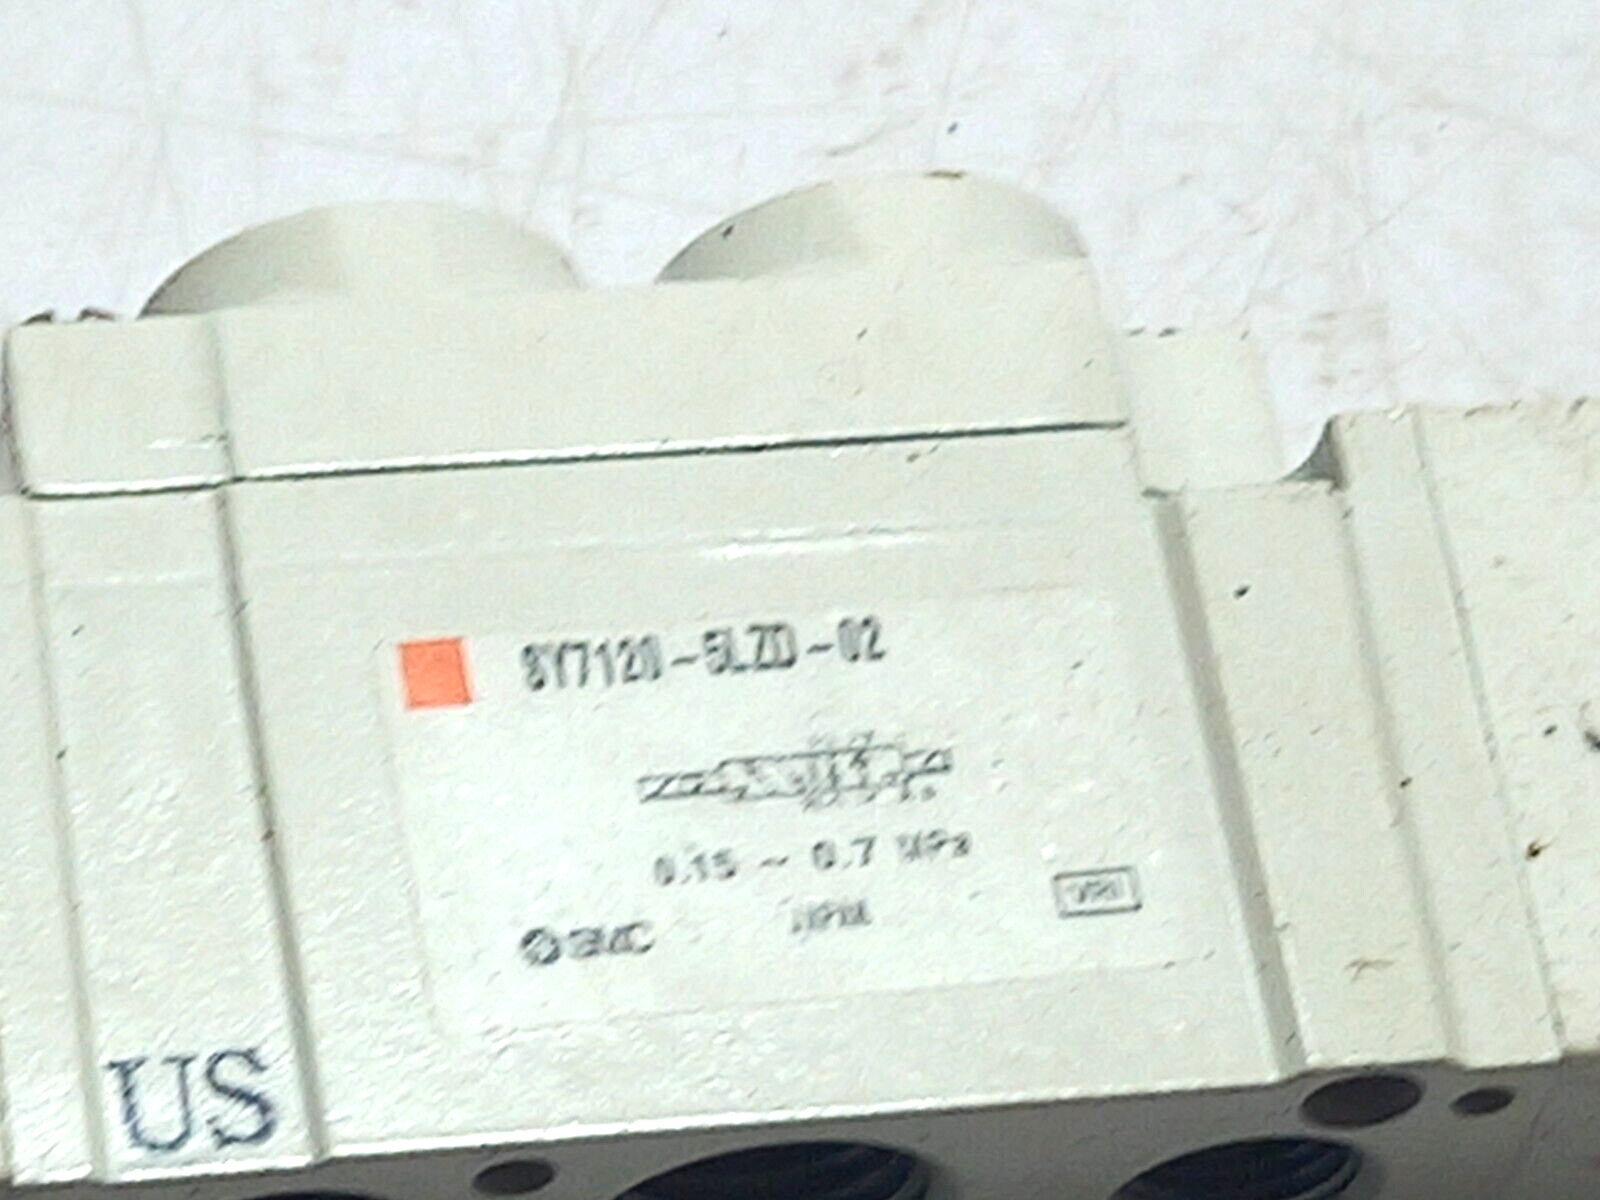 SY7120-5LZD-02
0.15 ~ 0.7 MPa
SMC
US